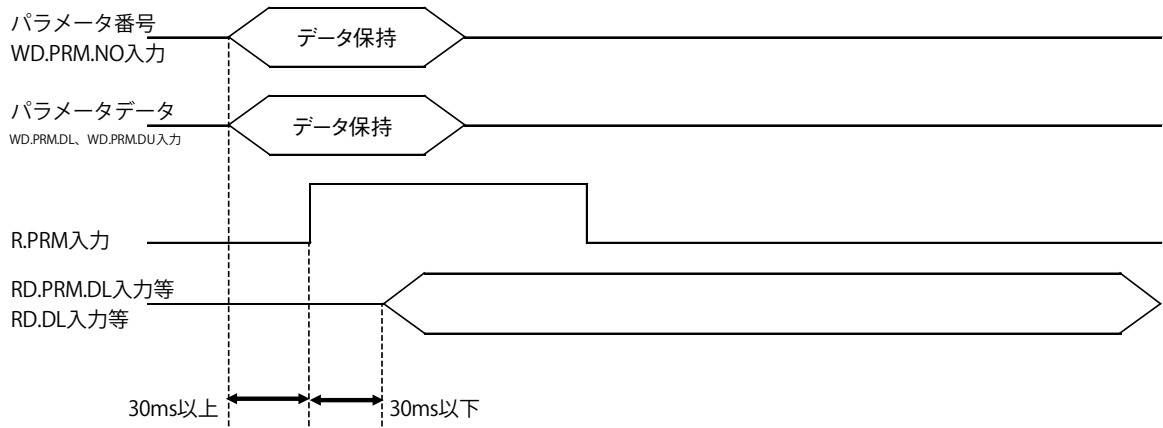 パラメータ番号
WD.PRM.NO入力
データ保持
パラメータデータ
WD.PRM.DL、WD.PRM.DU入力
データ保持
R.PRM入力
RD.PRM.DL入力等
RD.DL入力等
30ms以上
30ms以下